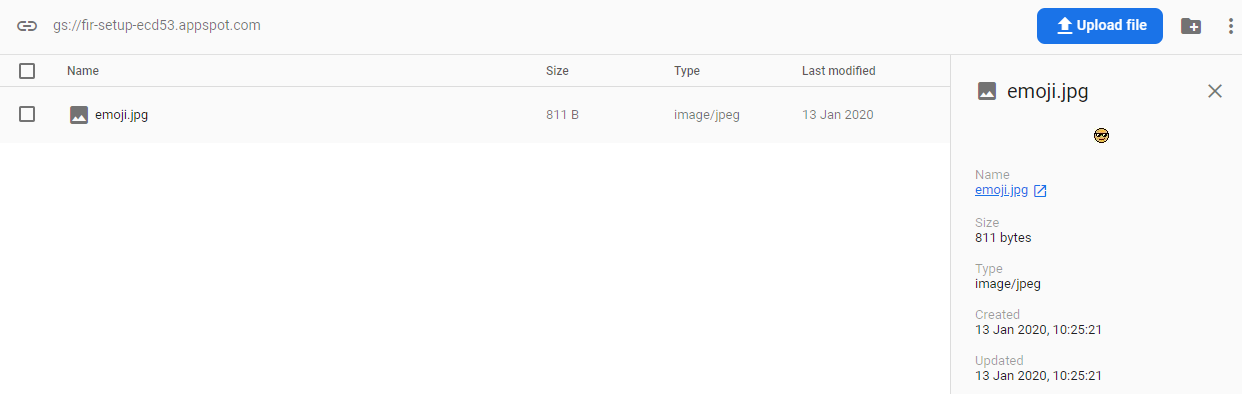 gs://fir-setup-ecd53.appspot.com
Upload file
Name Size Type Last modified
emoji.jpg 811 B image/jpeg 13 Jan 2020
emoji.jpg
Name
emoji.jpg
Size
811 bytes
Type
image/jpeg
Created
13 Jan 2020, 10:25:21
Updated
13 Jan 2020, 10:25:21